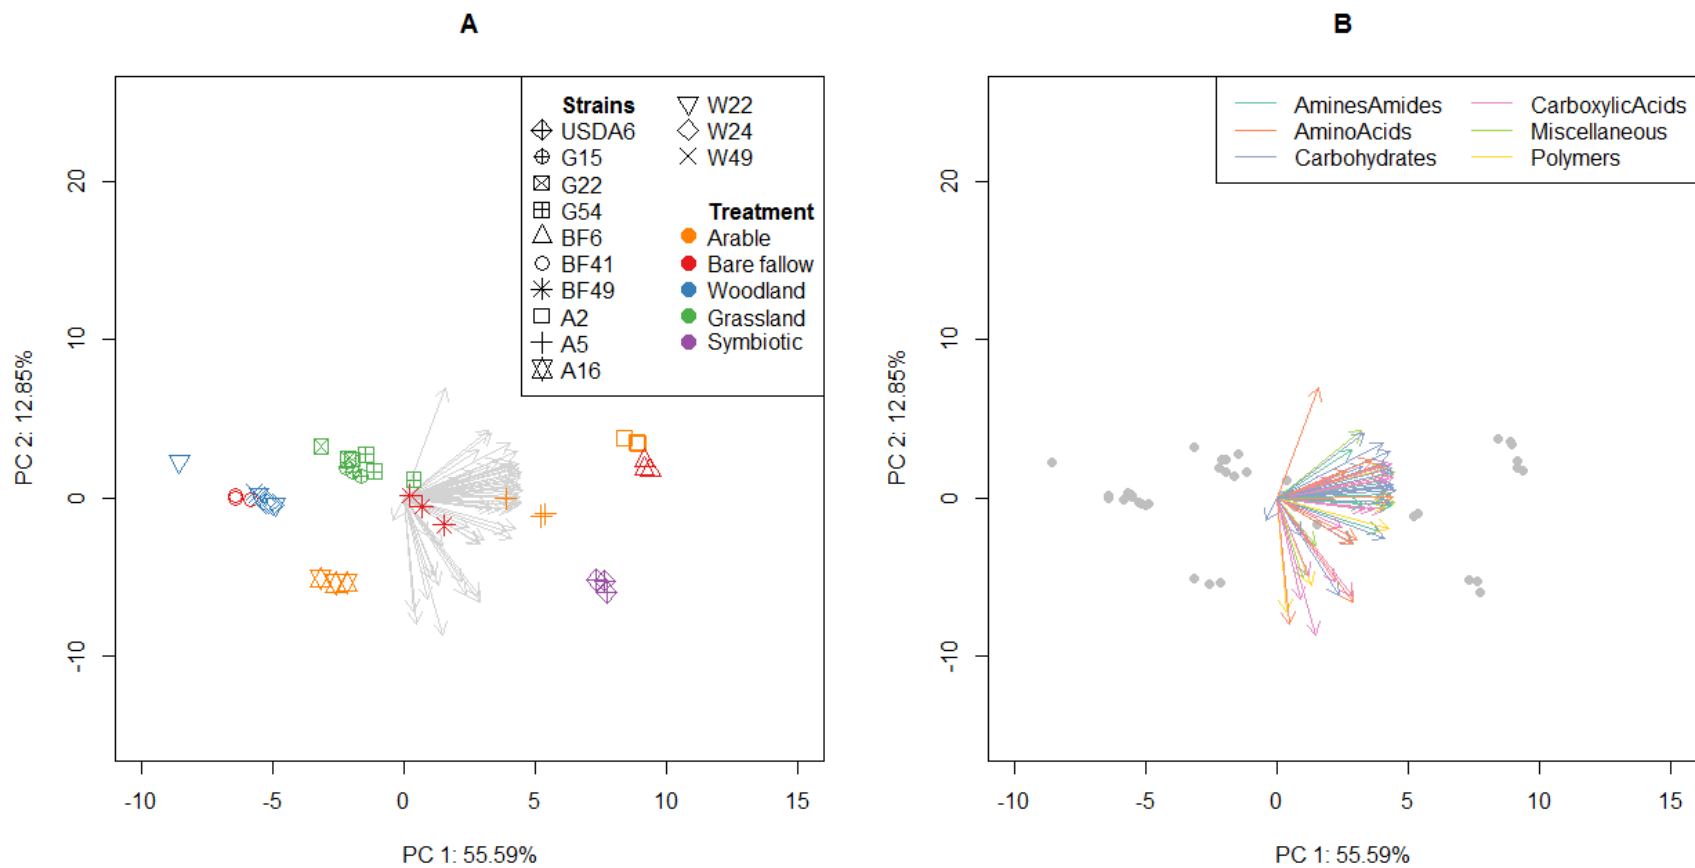 A
Strains
USDA6
G15
G22
G54
BF6
BF41
BF49
A2
A5
A16
W22
W24
W49
Treatment
Arable
Bare fallow
Woodland
Grassland
Symbiotic
20
10
0
-10
PC 2: 12.85%
-10
-5
0
5
10
15
PC 1: 55.59%
B
AminesAmides
AminoAcids
Carbohydrates
CarboxylicAcids
Miscellaneous
Polymers
20
10
0
-10
PC 2: 12.85%
-10
-5
0
5
10
15
PC 1: 55.59%